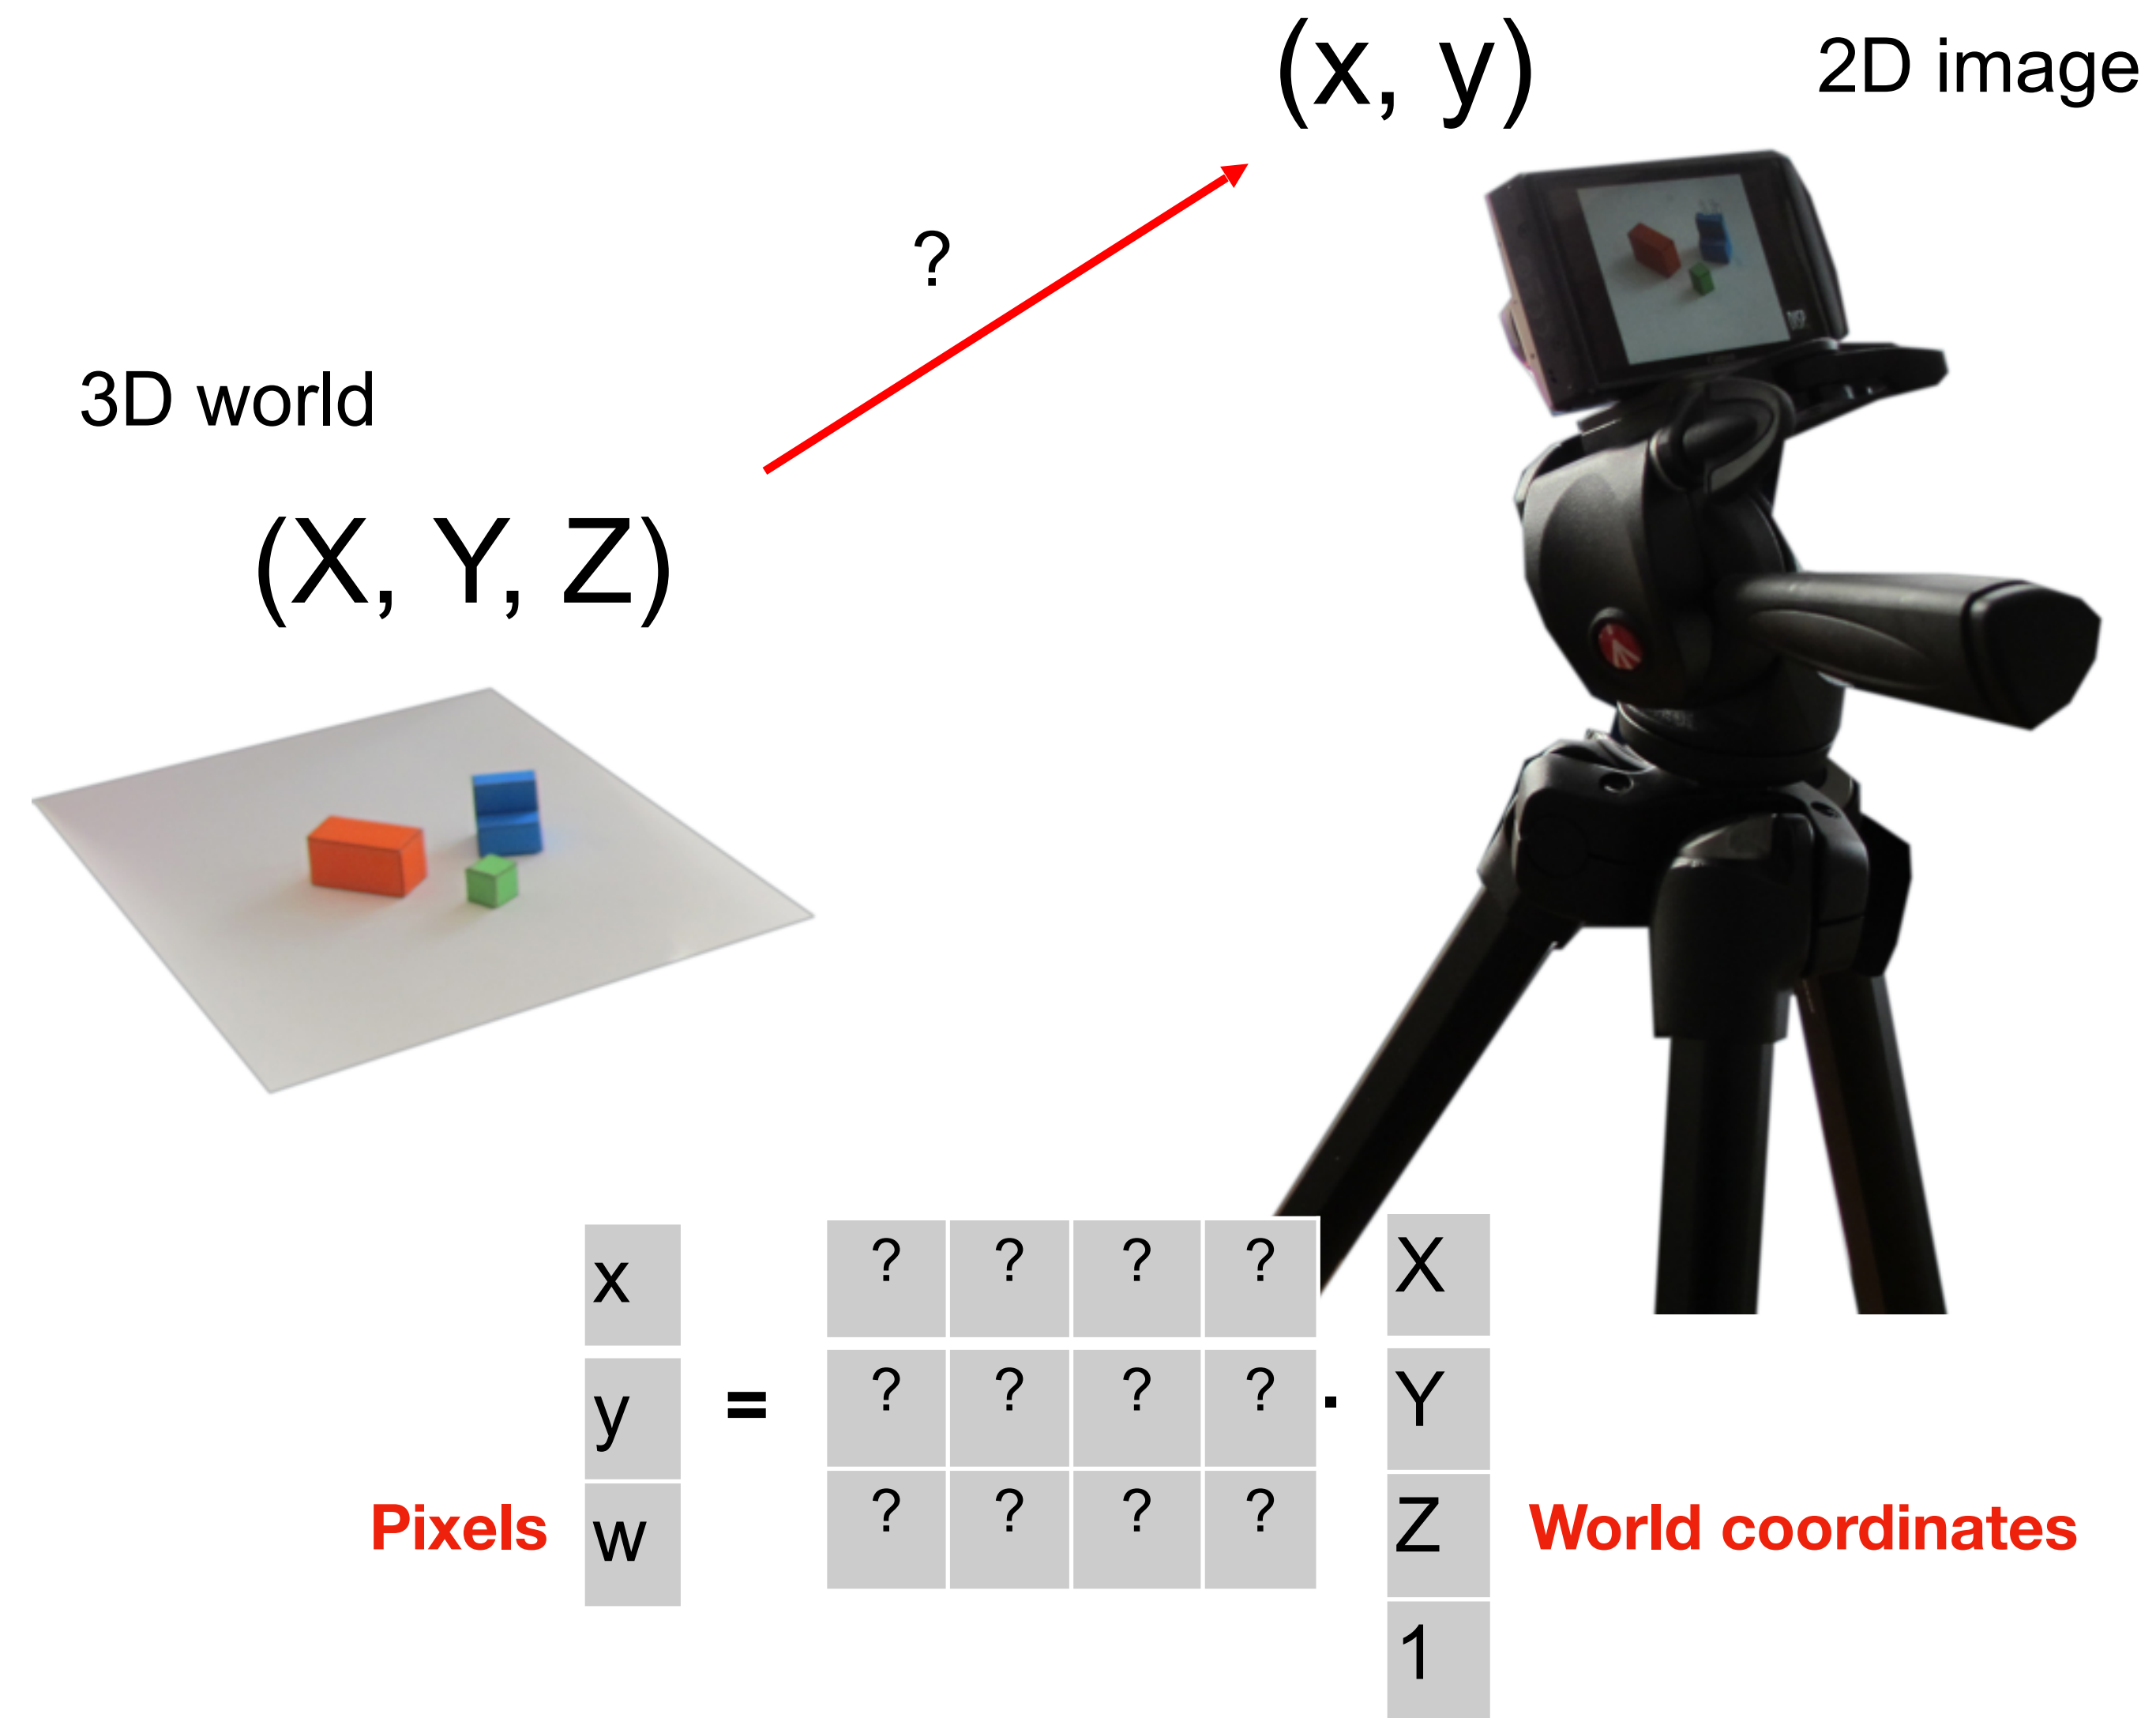 (x, y)
2D image
?
3D world
(X, Y, Z)
x
y
w
=
? ? ? ?
? ? ? ?
? ? ? ?
·
X
Y
Z
1
Pixels
World coordinates